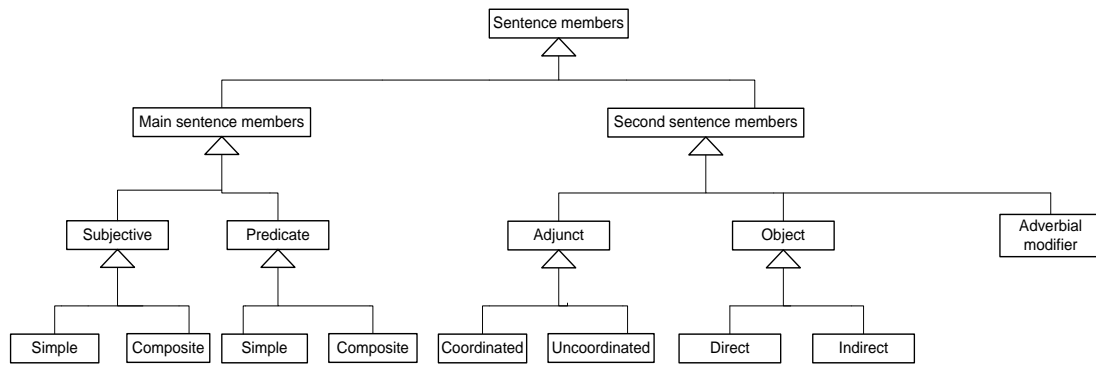 Sentence members
Main sentence members
Second sentence members
Subjective
Predicate
Adjunct
Object
Adverbial
modifier
Simple
Composite
Simple
Composite
Coordinated
Uncoordinated
Direct
Indirect